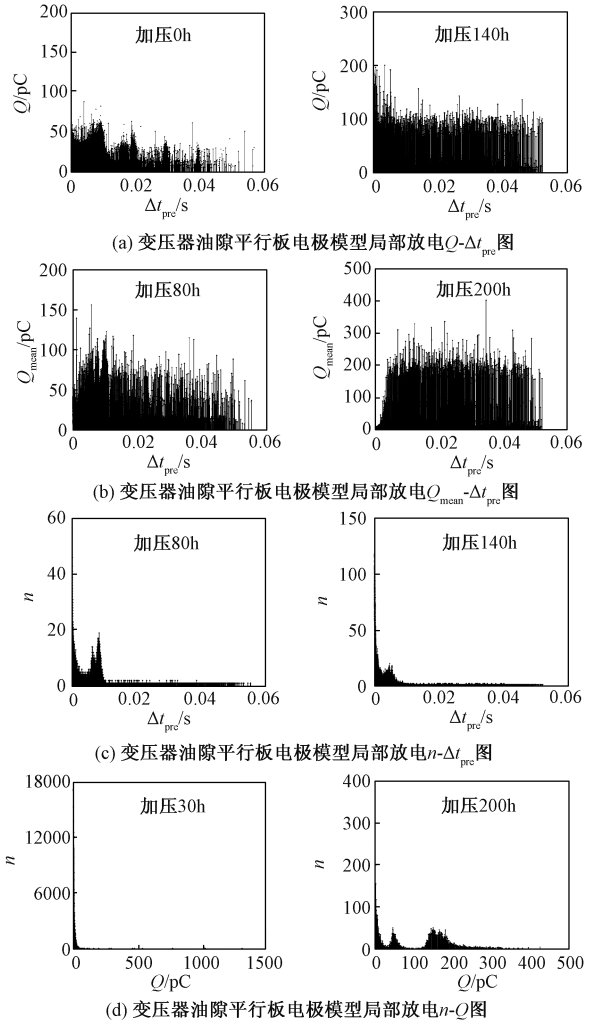 200
150
100
50
0
Q/pC
加压0h
0
0.02
0.04
0.06
Δtpre/s
300
200
100
0
Q/pC
加压140h
0
0.02
0.04
0.06
Δtpre/s
(a) 变压器油隙平行板电极模型局部放电Q-Δtpre图
200
150
100
50
0
Qmean/pC
加压80h
0
0.02
0.04
0.06
Δtpre/s
500
400
300
200
100
0
Qmean/pC
加压200h
0
0.02
0.04
0.06
Δtpre/s
(b) 变压器油隙平行板电极模型局部放电Qmean-Δtpre图
60
40
20
0
n
加压80h
0
0.02
0.04
0.06
Δtpre/s
150
100
50
0
n
加压140h
0
0.02
0.04
0.06
Δtpre/s
(c) 变压器油隙平行板电极模型局部放电n-Δtpre图
18000
12000
6000
0
n
加压30h
0
500
1000
1500
Q/pC
400
300
200
100
0
n
加压200h
0
100
200
300
400
500
Q/pC
(d) 变压器油隙平行板电极模型局部放电n-Q图